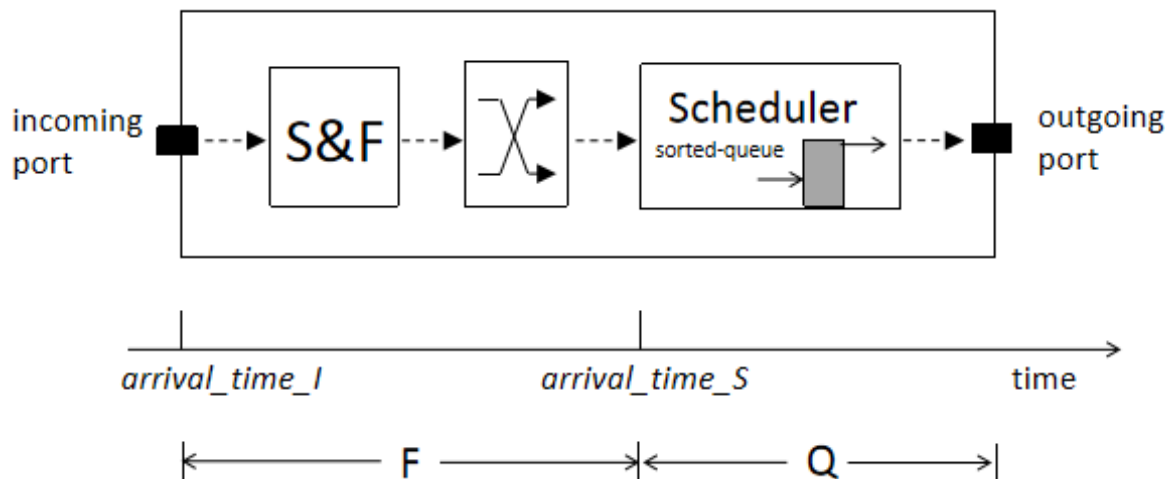 incoming
port
S&F
Scheduler
sorted-queue
outgoing
port
arrival_time_I
arrival_time_S
time
F
Q